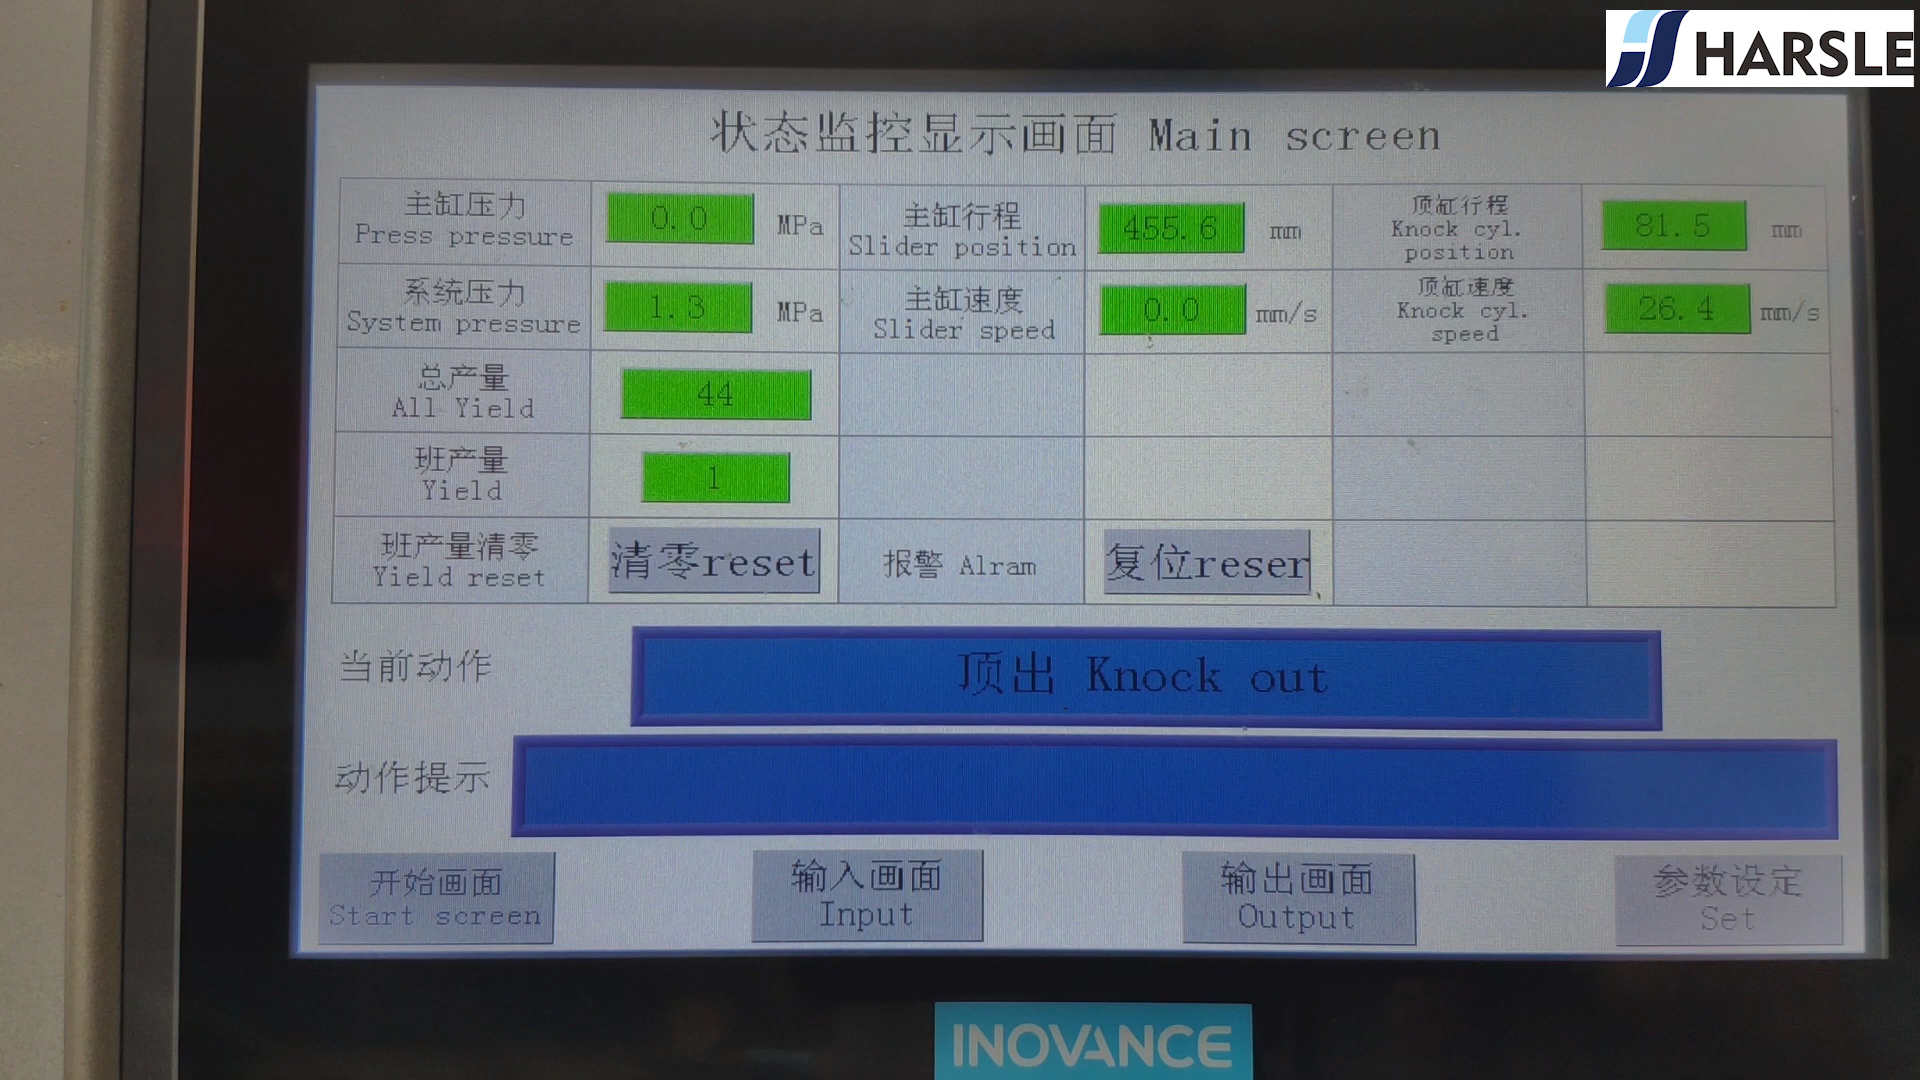 HARSLE
状态监控显示画面 Main screen
主缸压力
Press pressure
0.0
MPa
主缸行程
Slider position
455.6
mm
顶缸行程
Knock cyl.
position
81.5
mm
系统压力
System pressure
1.3
MPa
主缸速度
Slider speed
0.0
mm/s
顶缸速度
Knock cyl.
speed
26.4
mm/s
总产量
All Yield
44
班产量
Yield
1
班产量清零
Yield reset
清零reset
报警 Alram
复位reser
当前动作
顶出 Knock out
动作提示
开始画面
Start screen
输入画面
Input
输出画面
Output
参数设定
Set
INOVANCE